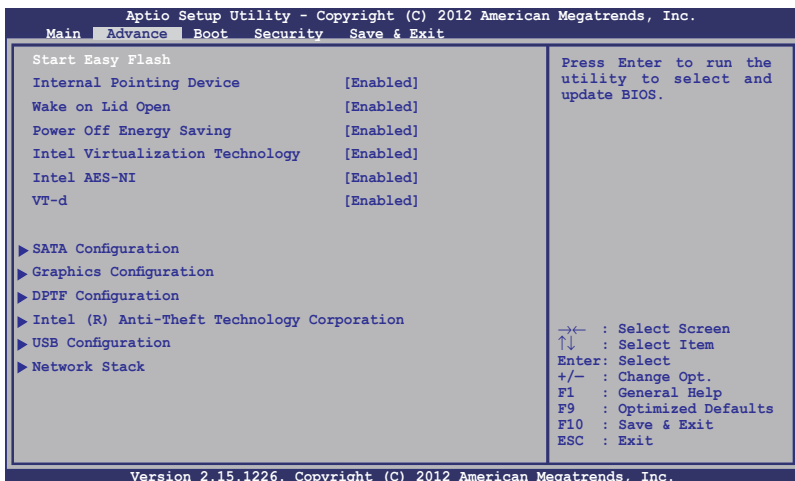 Aptio Setup Utility - Copyright (C) 2012 American Megatrends, Inc.
Main Advance Boot Security Save & Exit
Start Easy Flash
Internal Pointing Device [Enabled]
Wake on Lid Open [Enabled]
Power Off Energy Saving [Enabled]
Intel Virtualization Technology [Enabled]
Intel AES-NI [Enabled]
VT-d [Enabled]
SATA Configuration
Graphics Configuration
DPTF Configuration
Intel (R) Anti-Theft Technology Corporation
USB Configuration
Network Stack
Press Enter to run the
utility to select and
update BIOS.
→← : Select Screen
↑↓ : Select Item
Enter: Select
+/— : Change Opt.
F1 : General Help
F9 : Optimized Defaults
F10 : Save & Exit
ESC : Exit
Version 2.15.1226. Copyright (C) 2012 American Megatrends, Inc.